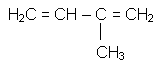 H₂C = CH – C = CH₂
CH₃